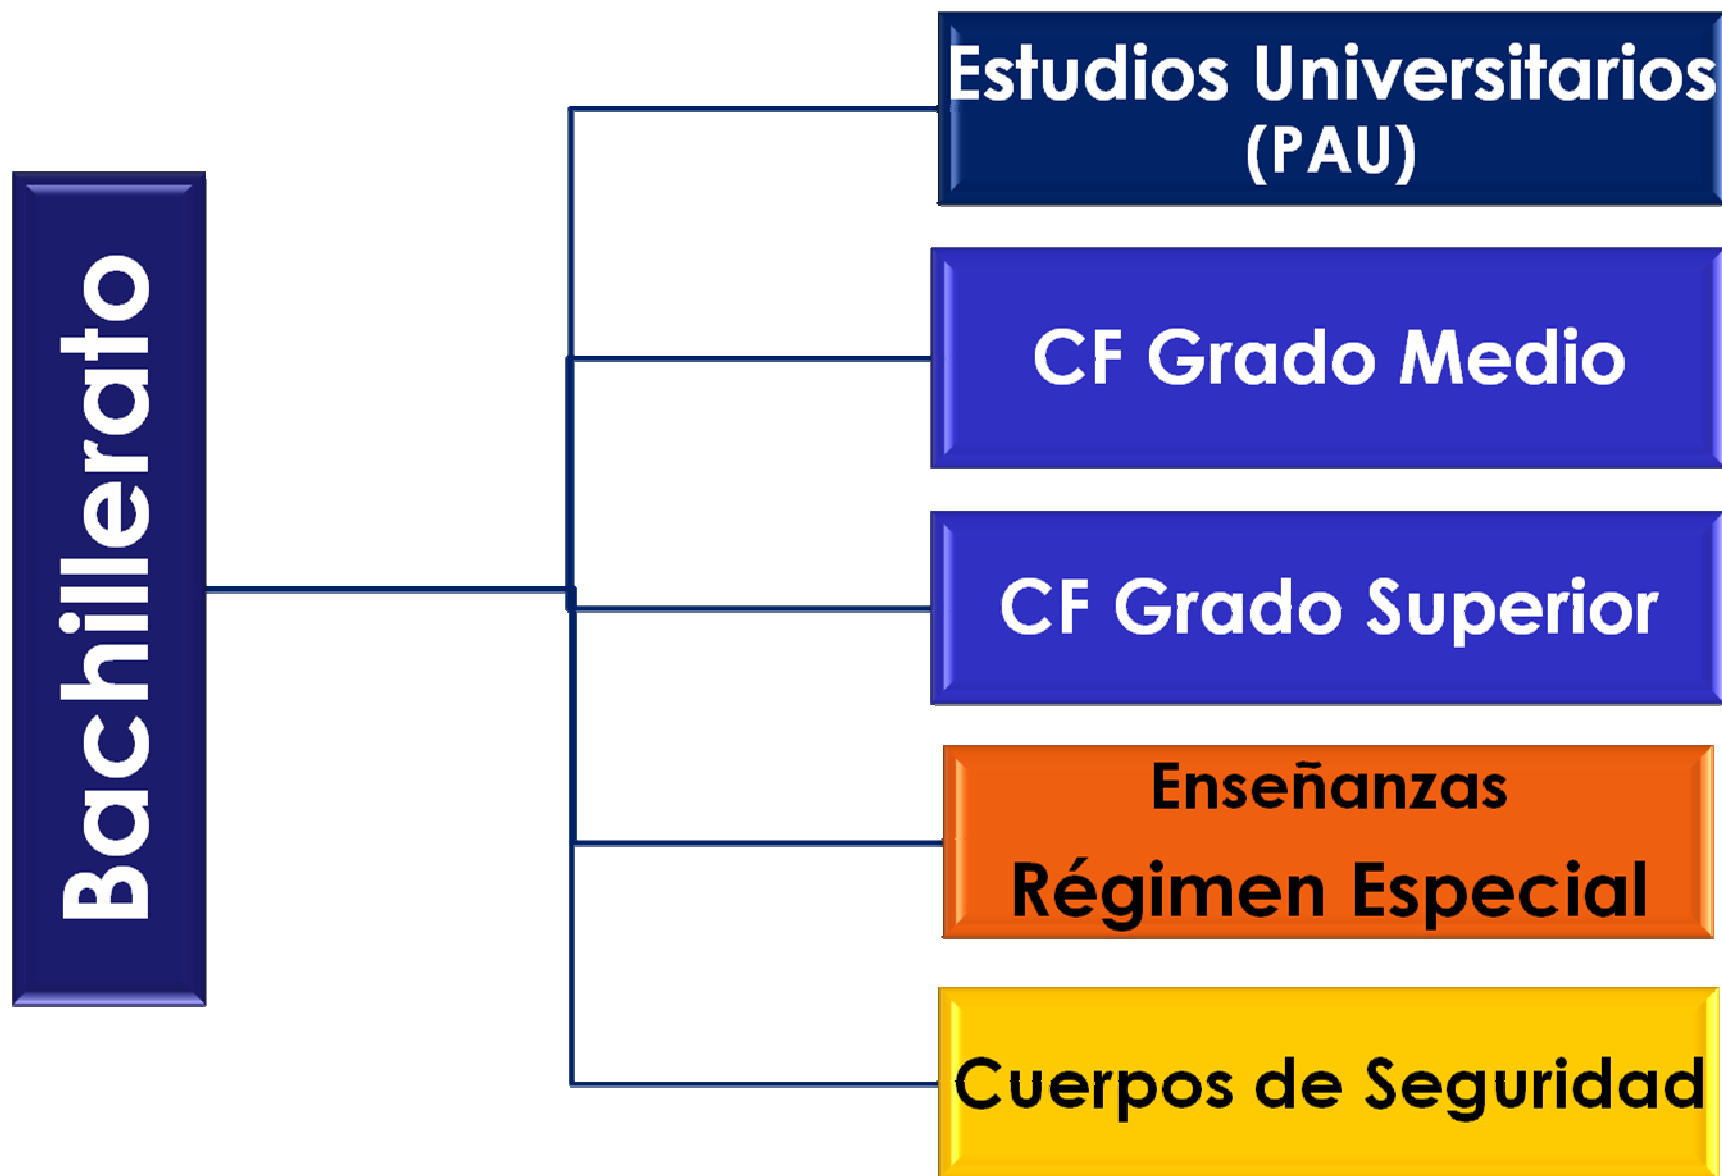 Bachillerato
Estudios Universitarios
(PAU)
CF Grado Medio
CF Grado Superior
Enseñanzas
Régimen Especial
Cuerpos de Seguridad